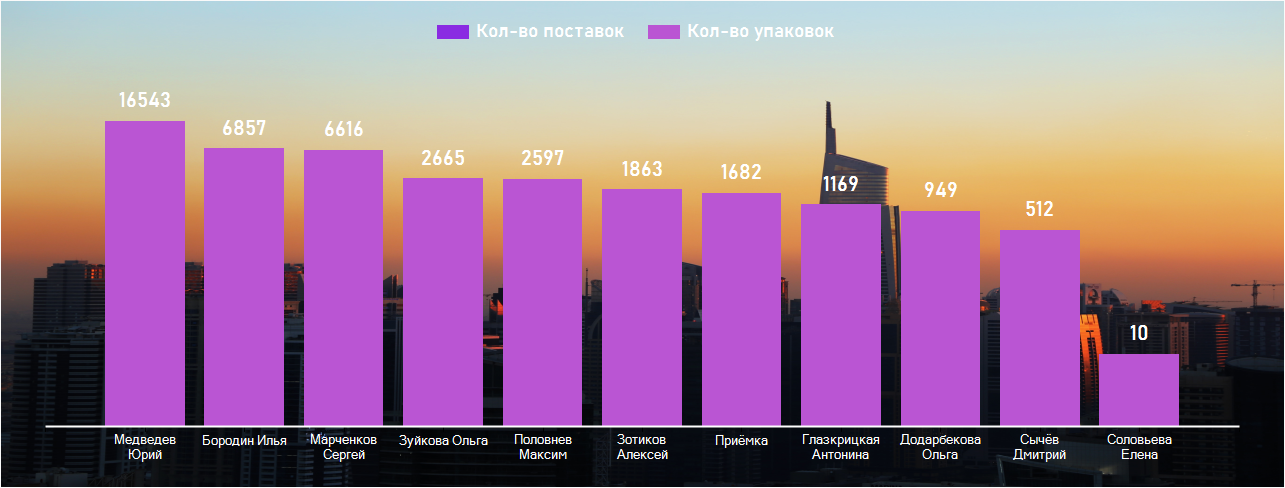 Кол-во поставок Кол-во упаковок
16543
6857
6616
2665
2597
1863
1682
1169
949
512
10
Медведев
Юрий
Бородин Илья
Марченков
Сергей
Зуйкова Ольга
Половнев
Максим
Зотиков
Алексей
Приёмка
Глазкрицкая
Антонина
Додарбекова
Ольга
Сычёв
Дмитрий
Соловьева
Елена